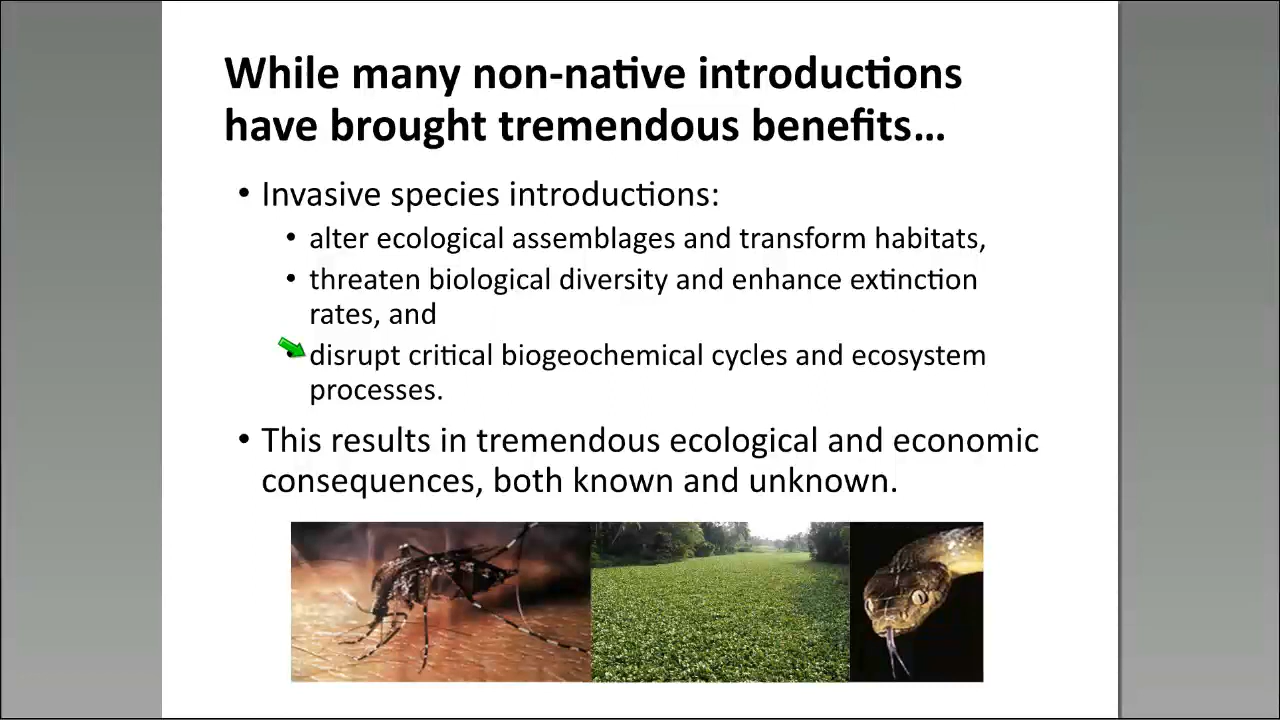 While many non-native introductions
have brought tremendous benefits…
• Invasive species introductions:
• alter ecological assemblages and transform habitats,
• threaten biological diversity and enhance extinction
rates, and
• disrupt critical biogeochemical cycles and ecosystem
processes.
• This results in tremendous ecological and economic
consequences, both known and unknown.